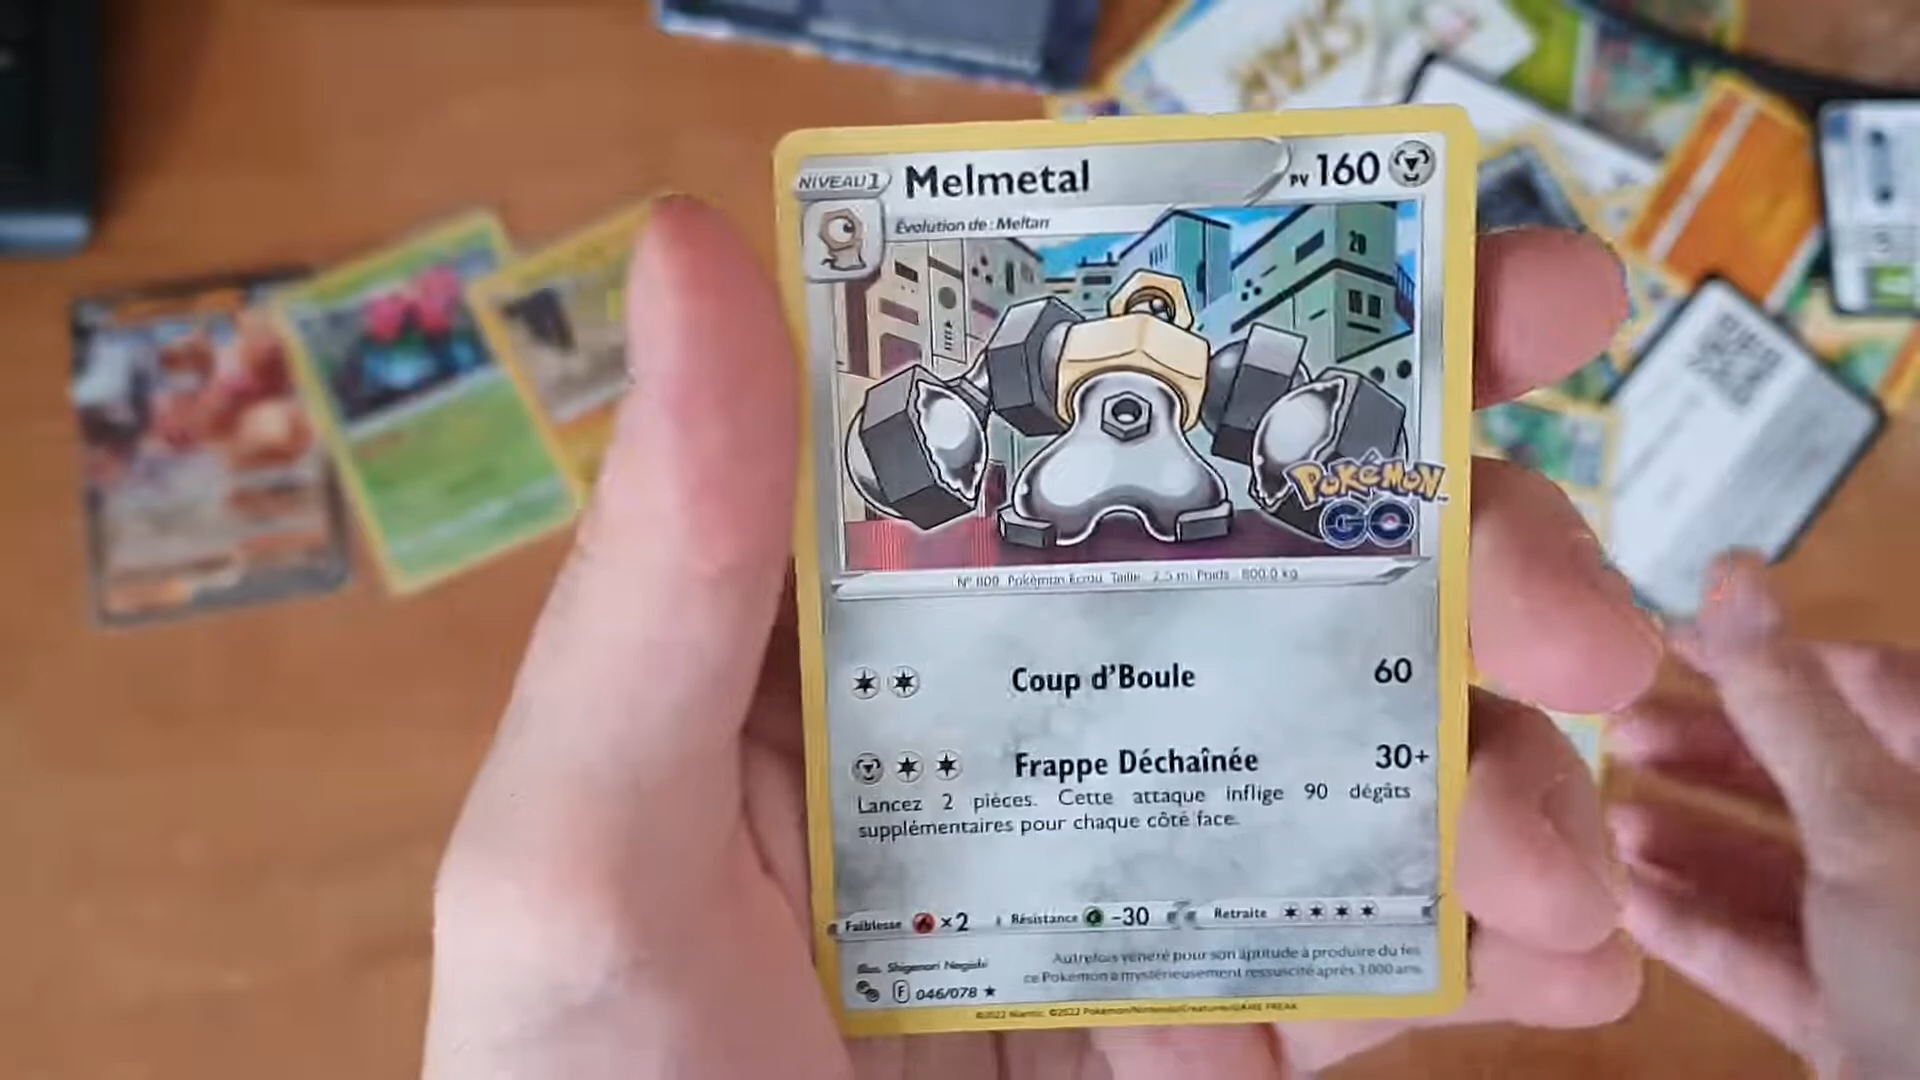 STAR
NIVEAU 1 Melmetal PV 160
Évolution de : Meltan
20
POKÉMON
GO
N° 809 Pokémon Écrou Taille : 2,5 m Poids : 800,0 kg
Coup d'Boule 60
Frappe Déchaînée 30+
Lancez 2 pièces. Cette attaque inflige 90 dégâts
supplémentaires pour chaque côté face.
Faiblesse ×2 Résistance -30 Retraite
Autrefois vénéré pour son aptitude à produire du fer,
ce Pokémon a mystérieusement ressuscité après 3 000 ans.
Illus. Shigenori Negishi
F 046/078 ★
©2022 Niantic. ©2022 Pokémon/Nintendo/Creatures/GAME FREAK